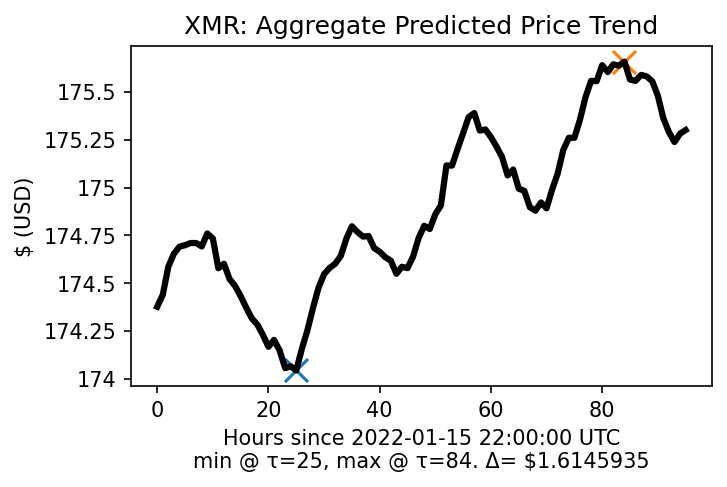 XMR: Aggregate Predicted Price Trend
$ (USD)
175.5
175.25
175
174.75
174.5
174.25
174
0 20 40 60 80
Hours since 2022-01-15 22:00:00 UTC
min @ τ=25, max @ τ=84. Δ= $1.6145935